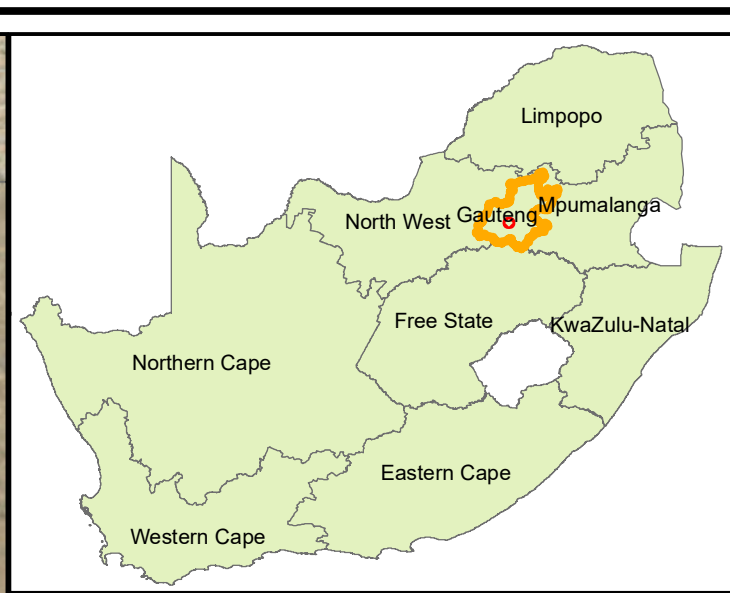 Limpopo
Mpumalanga
Gauteng
North West
Free State
KwaZulu-Natal
Northern Cape
Eastern Cape
Western Cape